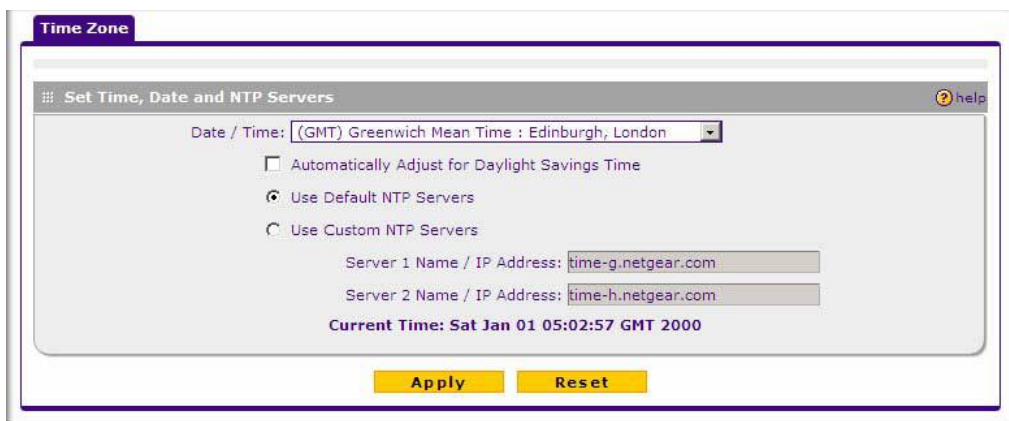 Time Zone
Set Time, Date and NTP Servers
help
Date / Time: (GMT) Greenwich Mean Time : Edinburgh, London
Automatically Adjust for Daylight Savings Time
Use Default NTP Servers
Use Custom NTP Servers
Server 1 Name / IP Address: time-g.netgear.com
Server 2 Name / IP Address: time-h.netgear.com
Current Time: Sat Jan 01 05:02:57 GMT 2000
Apply Reset